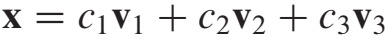 𝐱 = c₁𝐯₁ + c₂𝐯₂ + c₃𝐯₃